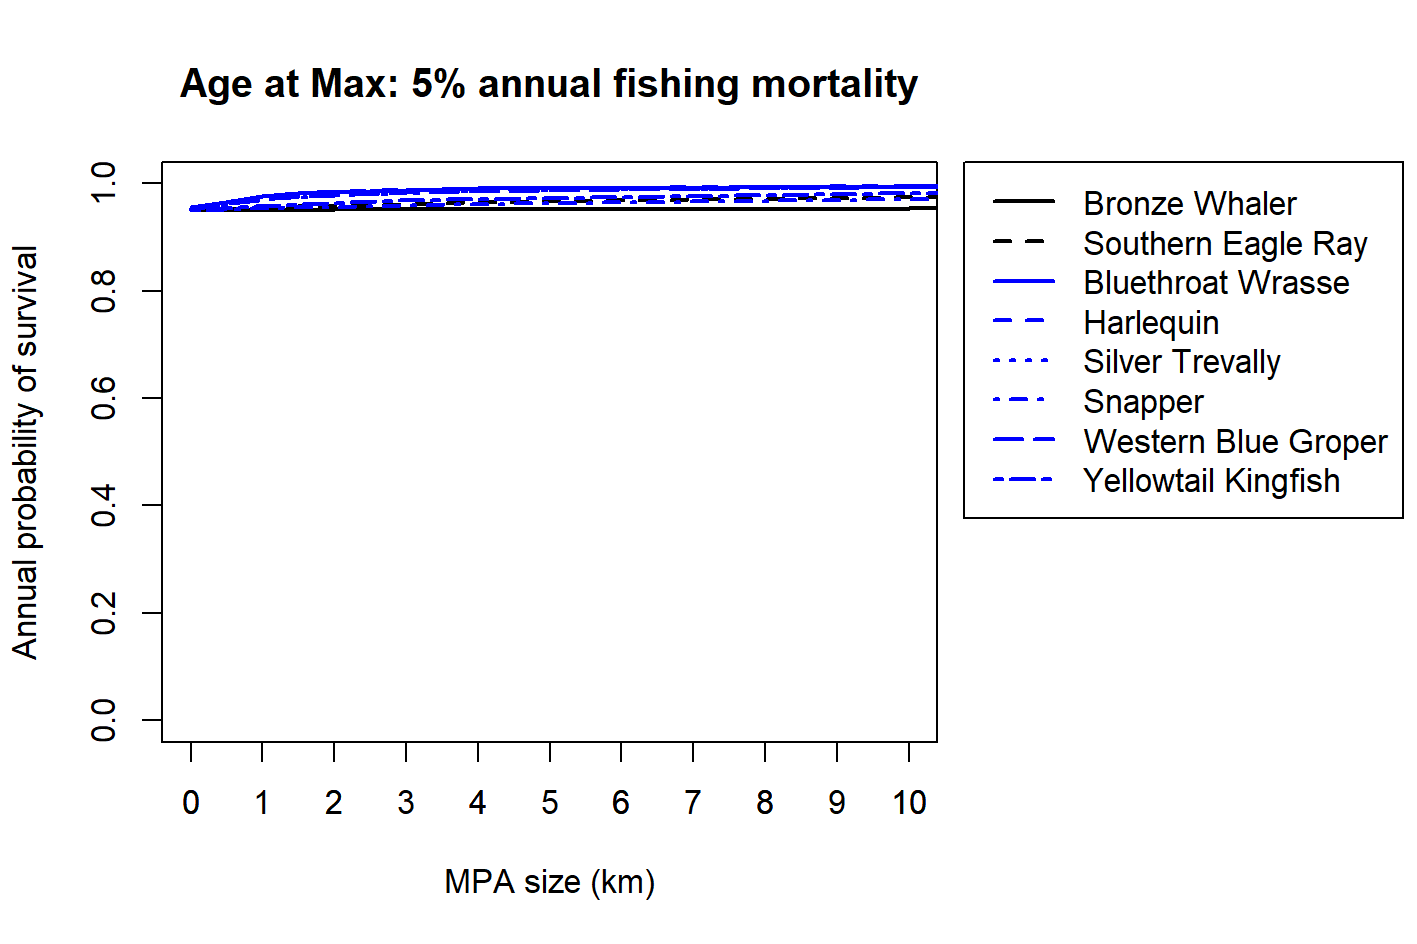 Age at Max: 5% annual fishing mortality
Annual probability of survival
1.0
0.8
0.6
0.4
0.2
0.0
0 1 2 3 4 5 6 7 8 9 10
MPA size (km)
Bronze Whaler
Southern Eagle Ray
Bluethroat Wrasse
Harlequin
Silver Trevally
Snapper
Western Blue Groper
Yellowtail Kingfish